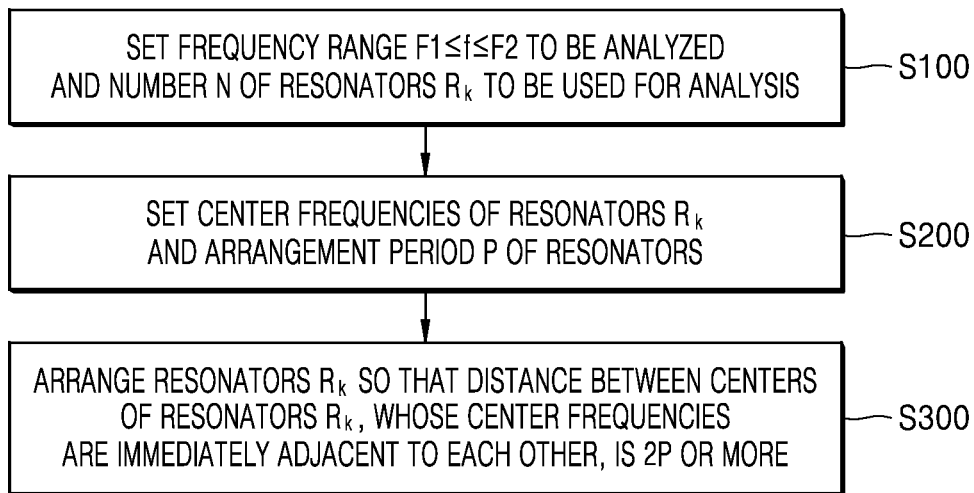 SET FREQUENCY RANGE F1≤f≤F2 TO BE ANALYZED
AND NUMBER N OF RESONATORS Rk TO BE USED FOR ANALYSIS
S100
SET CENTER FREQUENCIES OF RESONATORS Rk
AND ARRANGEMENT PERIOD P OF RESONATORS
S200
ARRANGE RESONATORS Rk SO THAT DISTANCE BETWEEN CENTERS
OF RESONATORS Rk, WHOSE CENTER FREQUENCIES
ARE IMMEDIATELY ADJACENT TO EACH OTHER, IS 2P OR MORE
S300